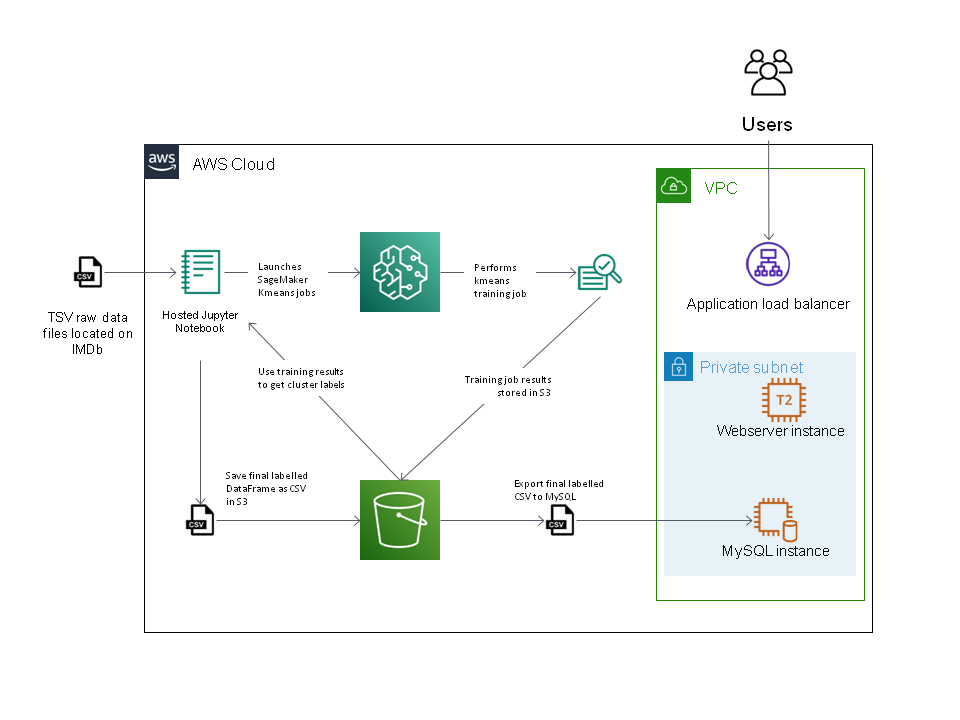 Users
aws
AWS Cloud
VPC
CSV
TSV raw data
files located on
IMDb
Hosted Jupyter
Notebook
Launches
SageMaker
Kmeans jobs
Performs
kmeans
training job
Application load balancer
Use training results
to get cluster labels
Training job results
stored in S3
Private subnet
T2
Webserver instance
Save final labelled
DataFrame as CSV
in S3
CSV
Export final labelled
CSV to MySQL
CSV
MySQL instance